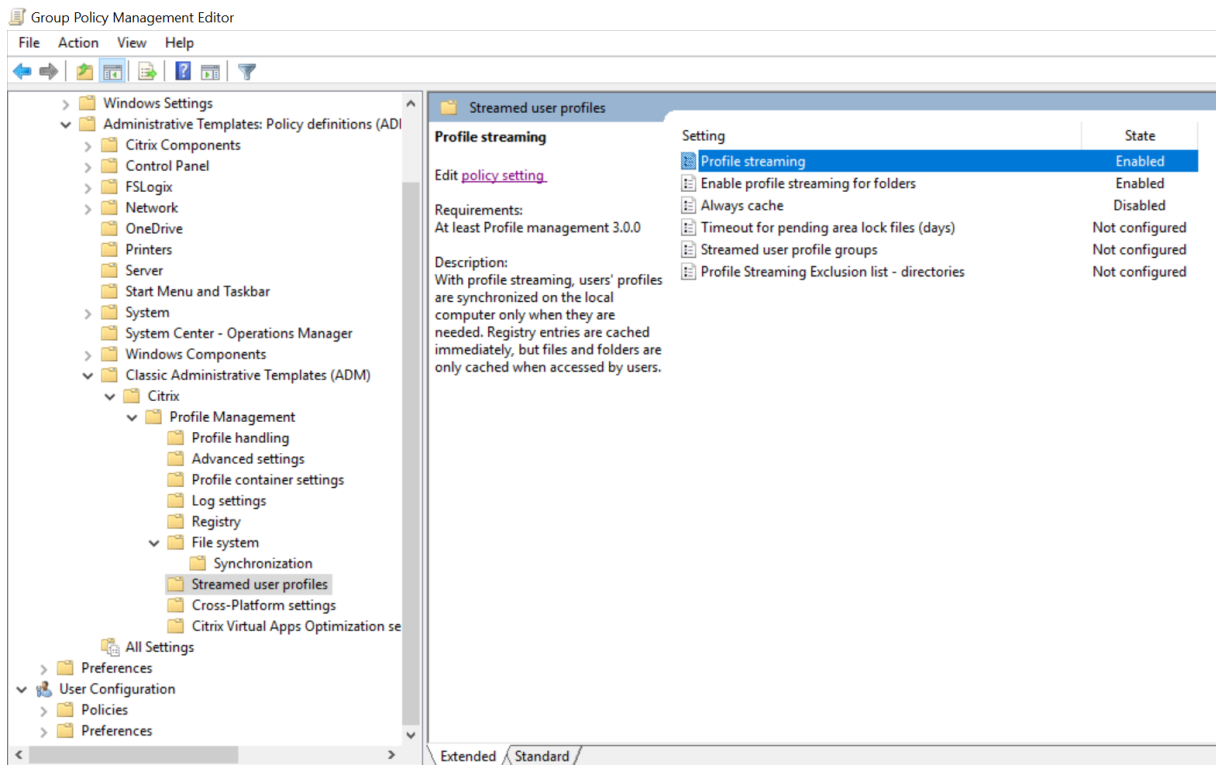 Group Policy Management Editor
File Action View Help
Windows Settings
Administrative Templates: Policy definitions (ADI
Citrix Components
Control Panel
FSLogix
Network
OneDrive
Printers
Server
Start Menu and Taskbar
System
System Center - Operations Manager
Windows Components
Classic Administrative Templates (ADM)
Citrix
Profile Management
Profile handling
Advanced settings
Profile container settings
Log settings
Registry
File system
Synchronization
Streamed user profiles
Cross-Platform settings
Citrix Virtual Apps Optimization se
All Settings
Preferences
User Configuration
Policies
Preferences
Streamed user profiles
Profile streaming
Edit policy setting
Requirements:
At least Profile management 3.0.0
Description:
With profile streaming, users' profiles
are synchronized on the local
computer only when they are
needed. Registry entries are cached
immediately, but files and folders are
only cached when accessed by users.
Setting State
Profile streaming Enabled
Enable profile streaming for folders Enabled
Always cache Disabled
Timeout for pending area lock files (days) Not configured
Streamed user profile groups Not configured
Profile Streaming Exclusion list - directories Not configured
Extended Standard